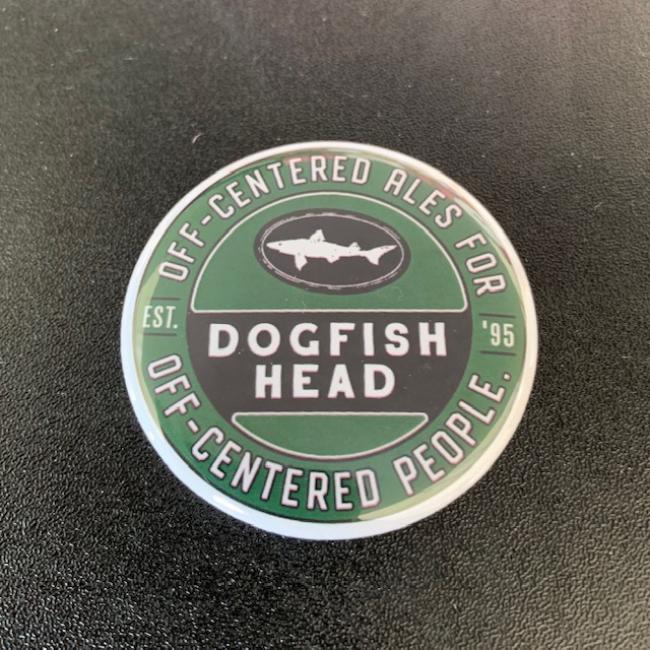 OFF-CENTERED ALES FOR
EST.
'95
DOGFISH
HEAD
OFF-CENTERED PEOPLE.